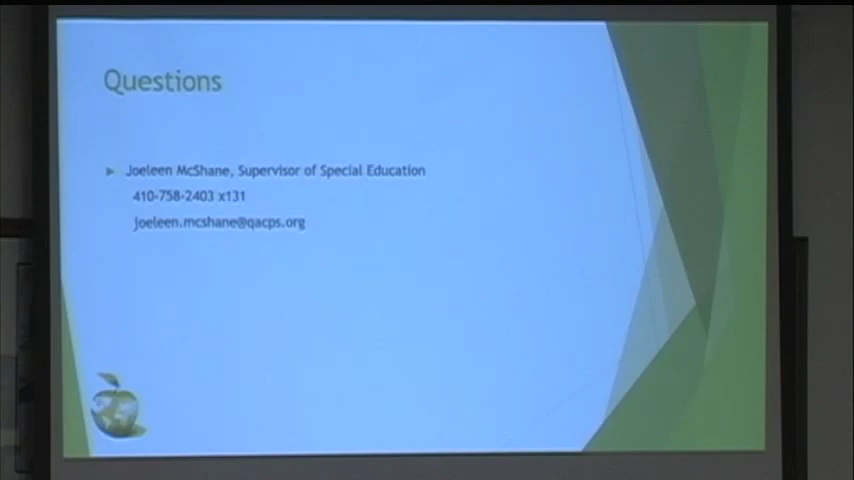 Questions
Joeleen McShane, Supervisor of Special Education
410-758-2403 x131
joeleen.mcshane@qacps.org